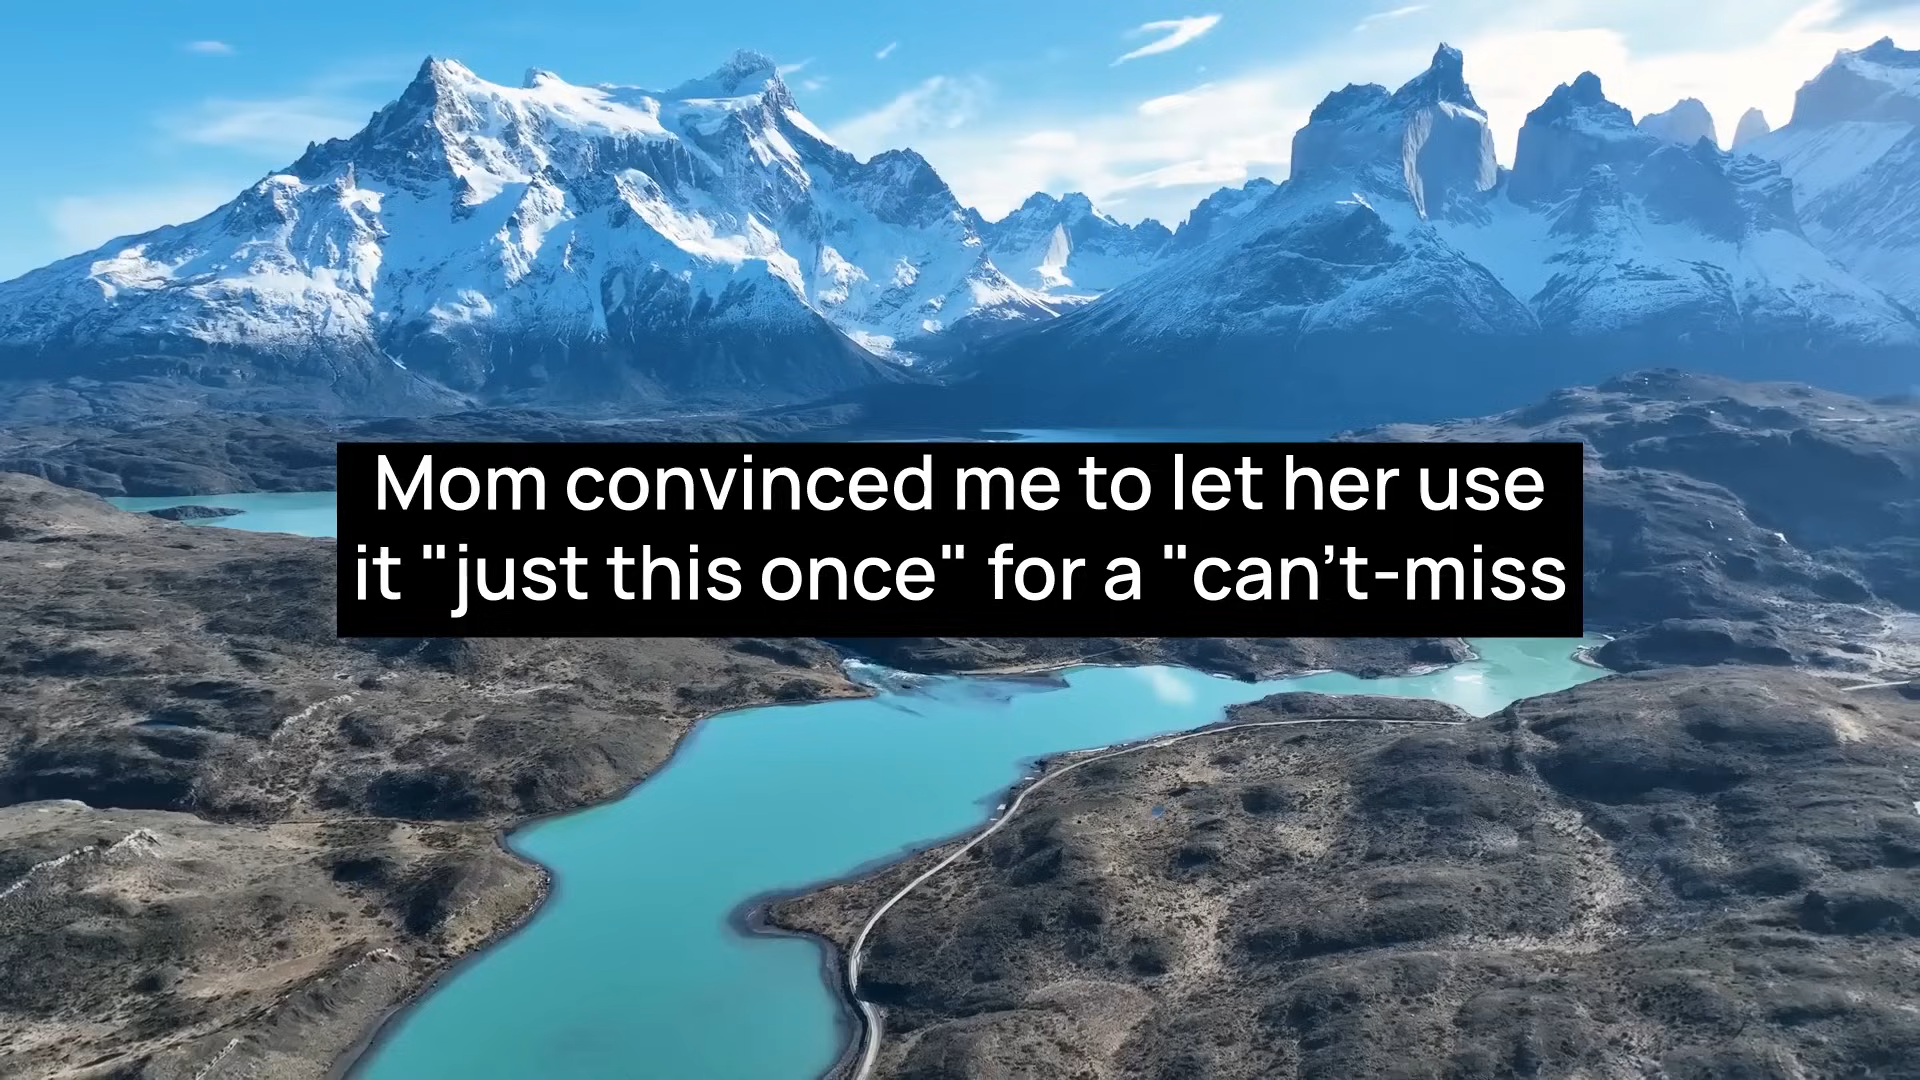 Mom convinced me to let her use
it "just this once" for a "can’t-miss